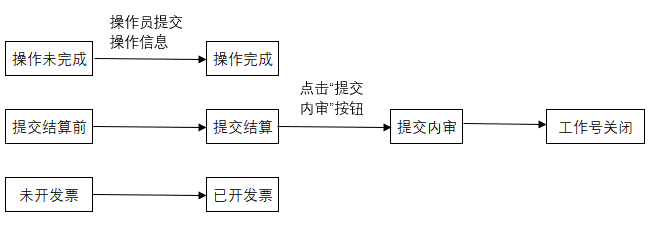 操作员提交
操作信息
操作未完成
操作完成
点击“提交
内审”按钮
提交结算前
提交结算
提交内审
工作号关闭
未开发票
已开发票